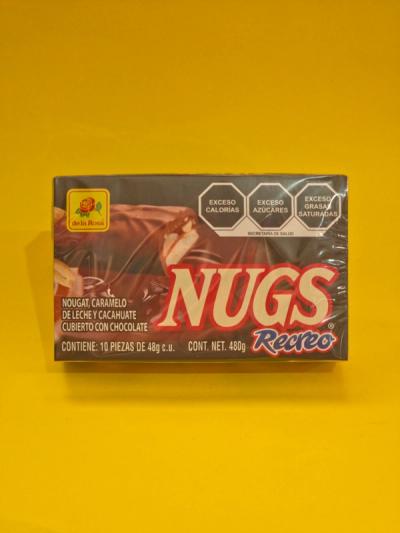 de la Rosa
EXCESO
CALORÍAS
EXCESO
AZÚCARES
EXCESO
GRASAS
SATURADAS
SECRETARÍA DE SALUD
NUGS
Recreo®
NOUGAT, CARAMELO
DE LECHE Y CACAHUATE
CUBIERTO CON CHOCOLATE
CONTIENE: 10 PIEZAS DE 48g c.u. CONT. NET. 480g